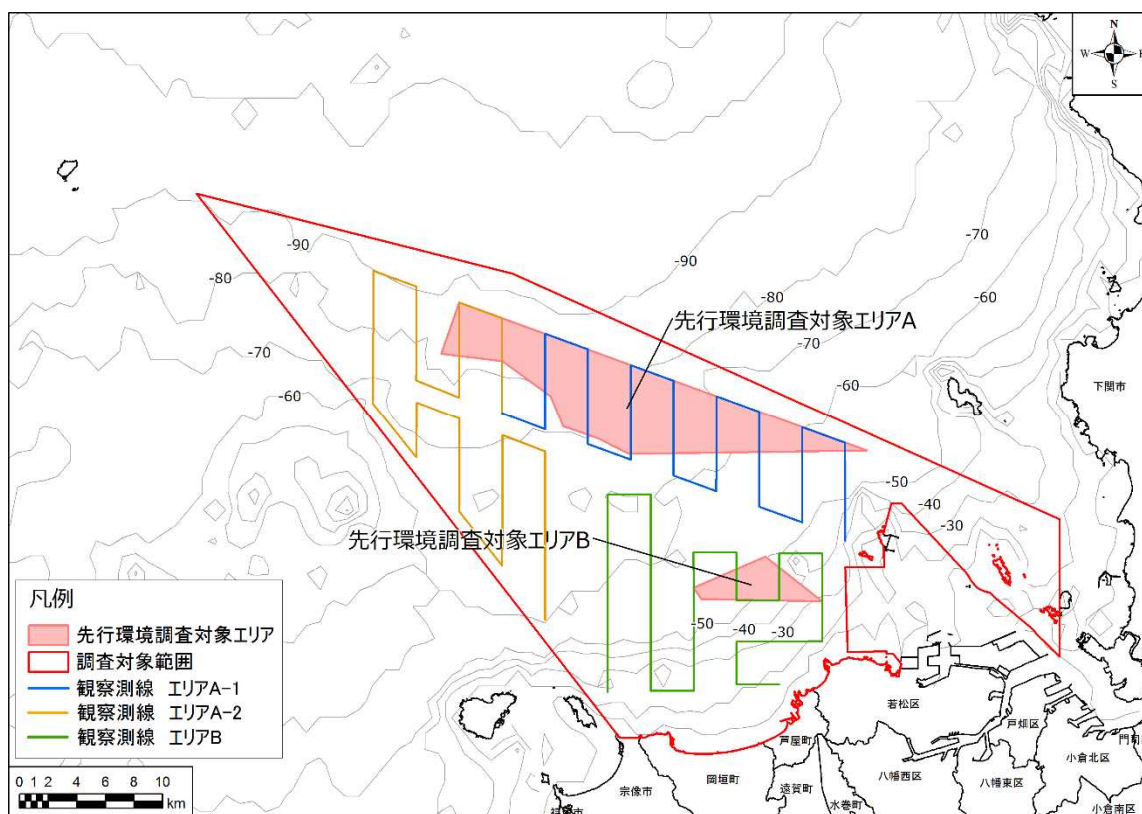 N
W
S
-90
-80
-70
-60
-90
-80
-70
-60
-70
-60
先行環境調査対象エリアA
下関市
-50
-40
-30
先行環境調査対象エリアB
-50
-40
-30
凡例
先行環境調査対象エリア
調査対象範囲
観察測線 エリアA-1
観察測線 エリアA-2
観察測線 エリアB
0 1 2 4 6 8 10
km
若松区
戸畑区
小倉北区
芦屋町
岡垣町
宗像市
遠賀町
水巻町
八幡西区
八幡東区
小倉南区